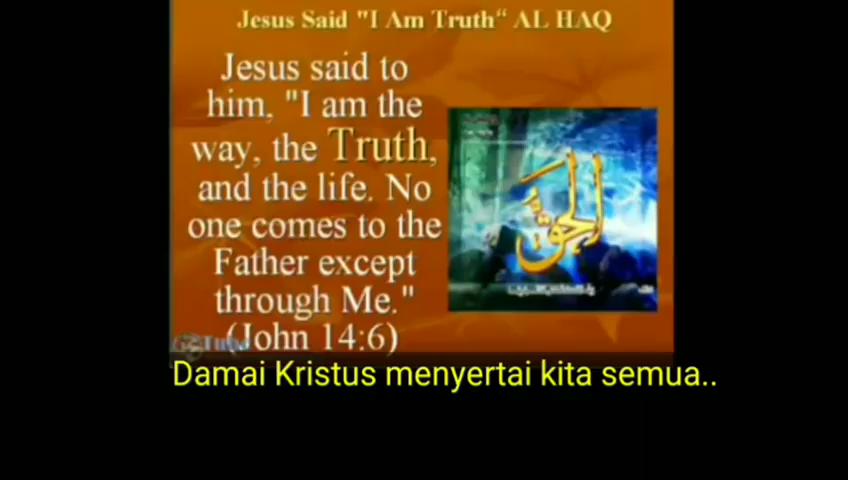 Jesus Said "I Am Truth“ AL HAQ
Jesus said to
him, "I am the
way, the Truth,
and the life. No
one comes to the
Father except
through Me."
(John 14:6)
الحق
Damai Kristus menyertai kita semua..